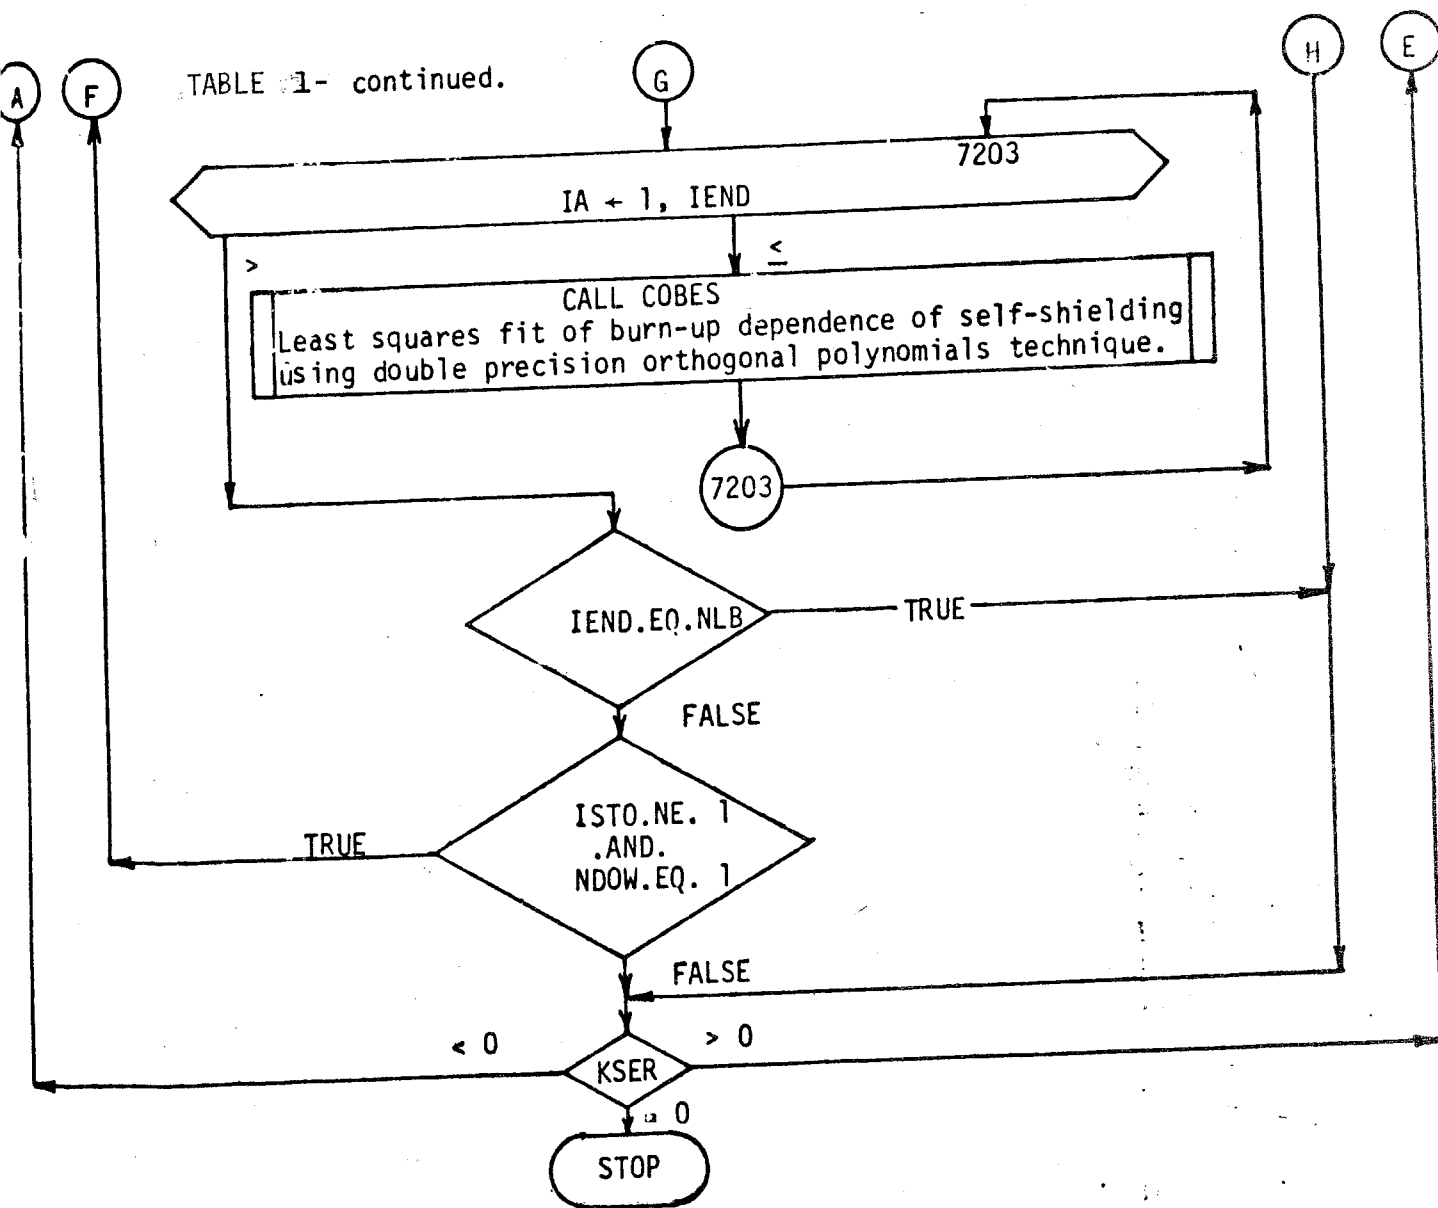 A
F
TABLE 1- continued.
G
H
E
7203
IA ← 1, IEND
>
≤
CALL COBES
Least squares fit of burn-up dependence of self-shielding
using double precision orthogonal polynomials technique.
7203
IEND.EQ.NLB
TRUE
FALSE
ISTO.NE. 1
.AND.
NDOW.EQ. 1
TRUE
FALSE
< 0
> 0
KSER
= 0
STOP